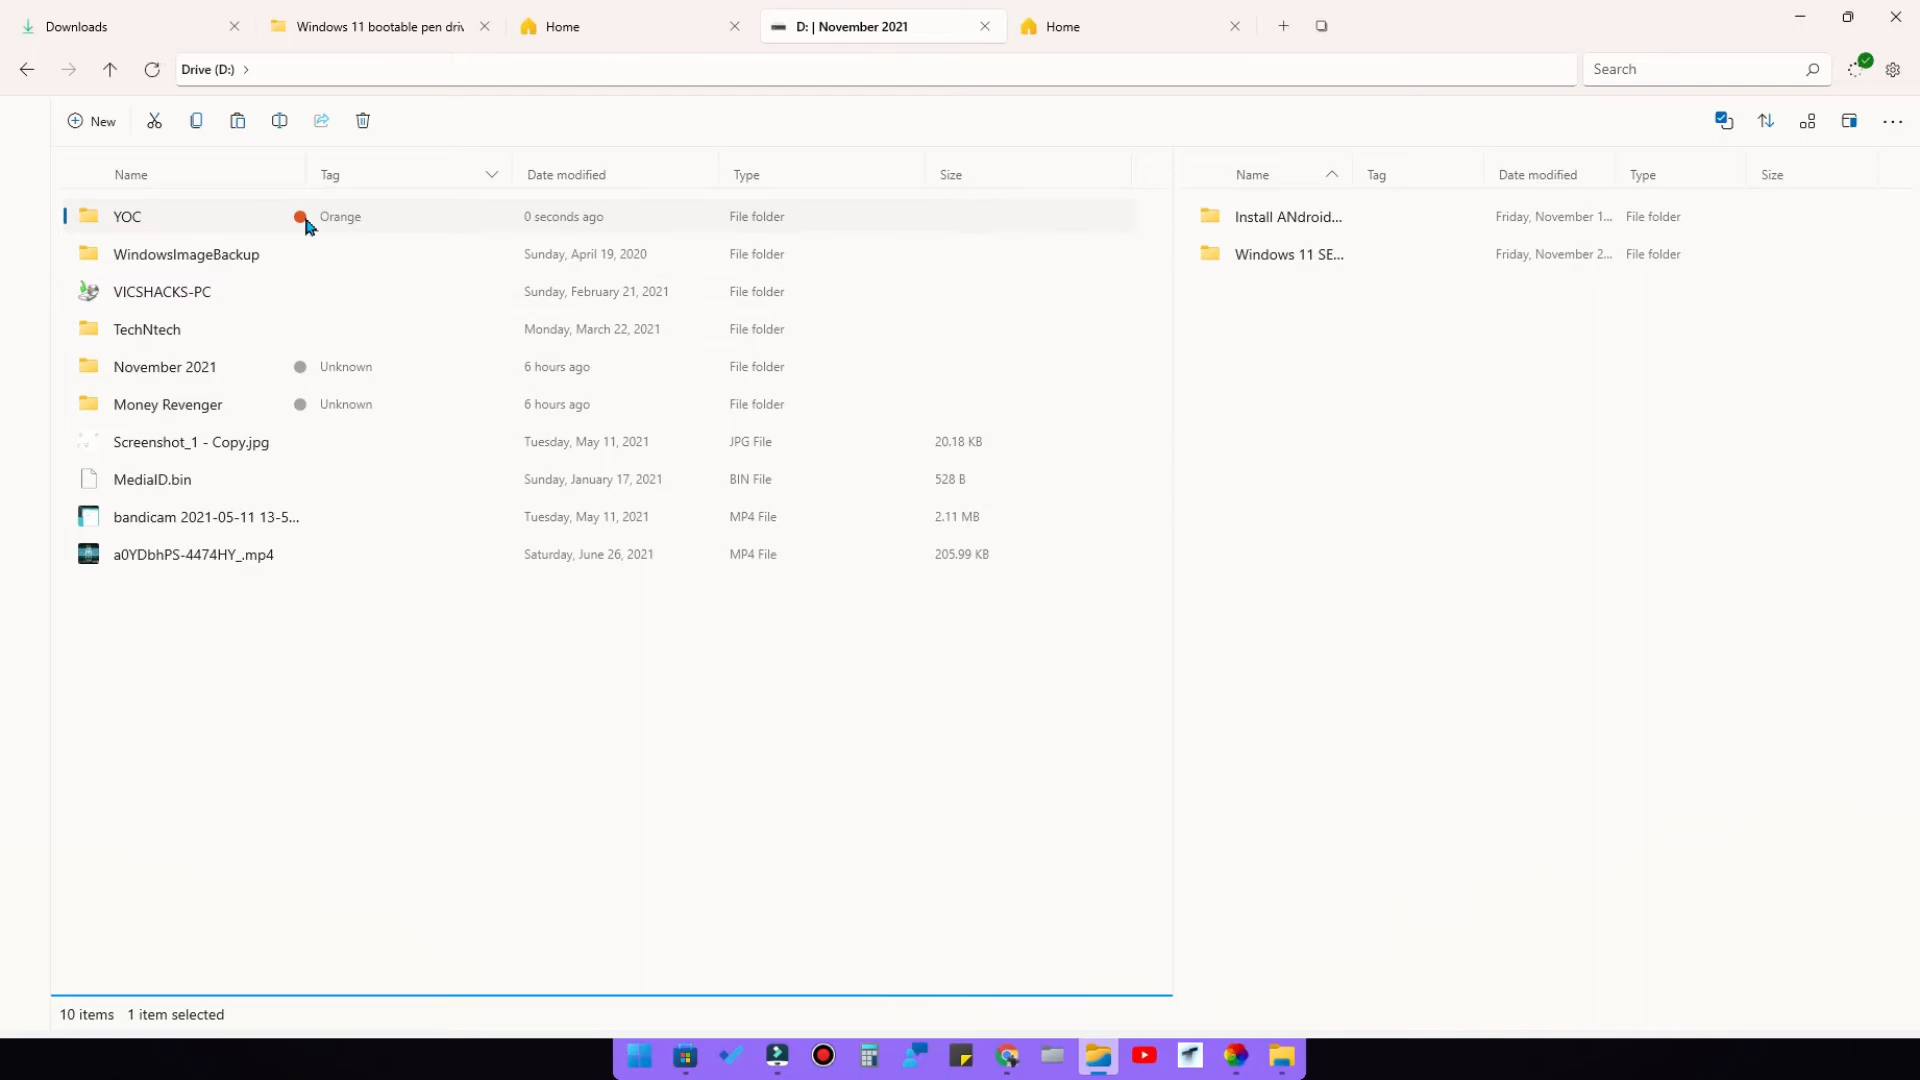 Downloads
Windows 11 bootable pen driv
Home
D: | November 2021
Home
Drive (D:)
Search
New
Name Tag Date modified Type Size
YOC Orange 0 seconds ago File folder
WindowsImageBackup Sunday, April 19, 2020 File folder
VICSHACKS-PC Sunday, February 21, 2021 File folder
TechNtech Monday, March 22, 2021 File folder
November 2021 Unknown 6 hours ago File folder
Money Revenger Unknown 6 hours ago File folder
Screenshot_1 - Copy.jpg Tuesday, May 11, 2021 JPG File 20.18 KB
MediaID.bin Sunday, January 17, 2021 BIN File 528 B
bandicam 2021-05-11 13-5... Tuesday, May 11, 2021 MP4 File 2.11 MB
a0YDbhPS-4474HY_.mp4 Saturday, June 26, 2021 MP4 File 205.99 KB
Name Tag Date modified Type Size
Install ANdroid... Friday, November 1... File folder
Windows 11 SE... Friday, November 2... File folder
10 items 1 item selected